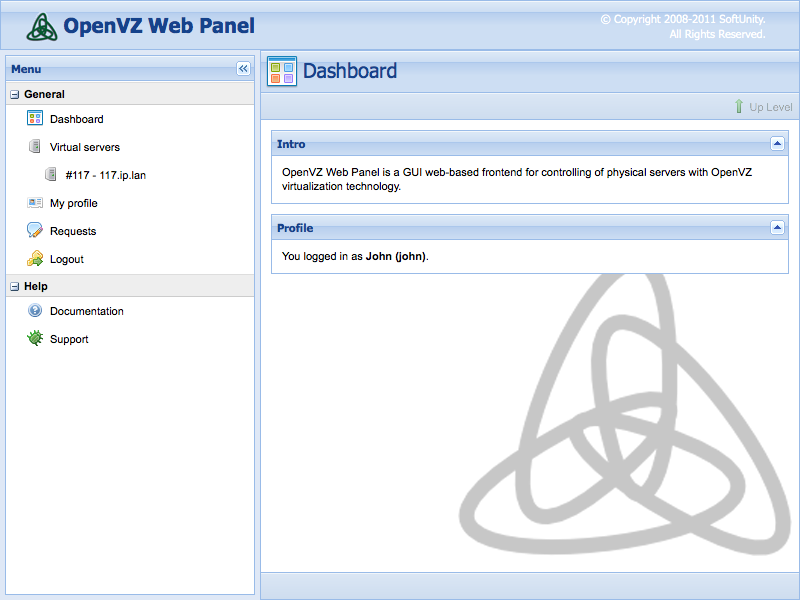 OpenVZ Web Panel
© Copyright 2008-2011 SoftUnity.
All Rights Reserved.
Menu
General
Dashboard
Virtual servers
#117 - 117.ip.lan
My profile
Requests
Logout
Help
Documentation
Support
Dashboard
Up Level
Intro
OpenVZ Web Panel is a GUI web-based frontend for controlling of physical servers with OpenVZ
virtualization technology.
Profile
You logged in as John (john).